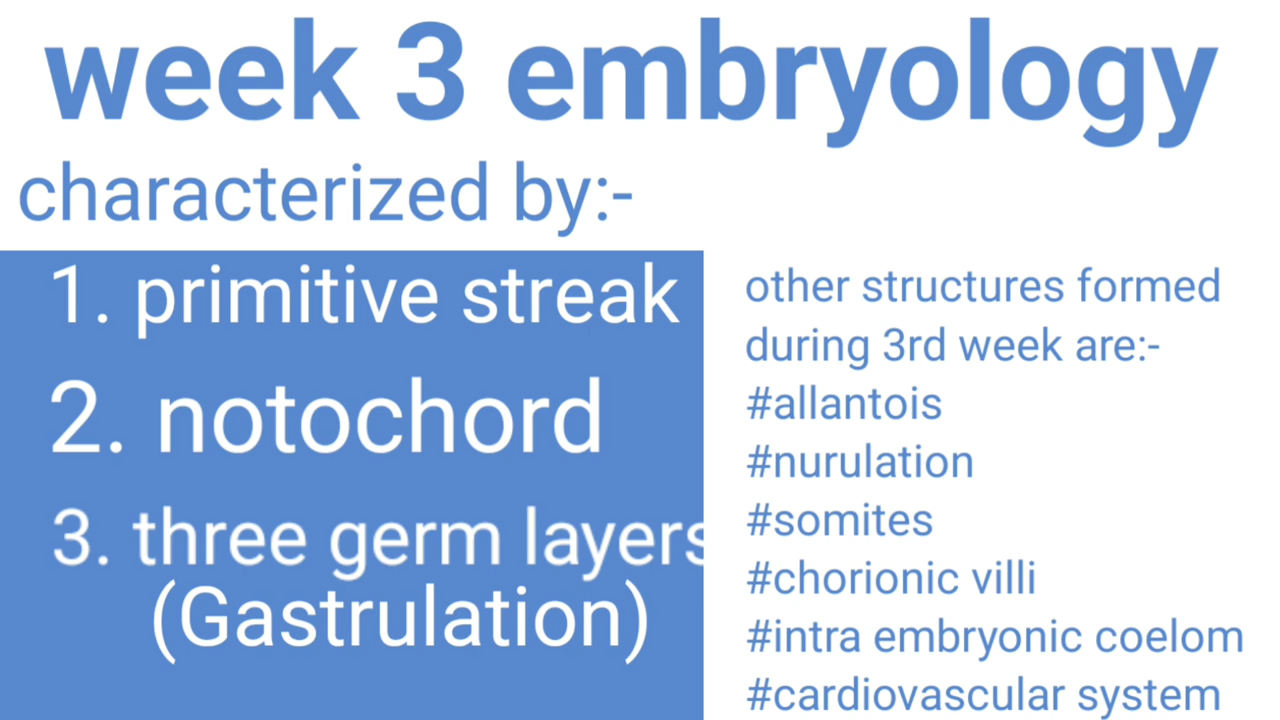 week 3 embryology
characterized by:-
1. primitive streak
2. notochord
3. three germ layers
(Gastrulation)
other structures formed
during 3rd week are:-
#allantois
#nurulation
#somites
#chorionic villi
#intra embryonic coelom
#cardiovascular system